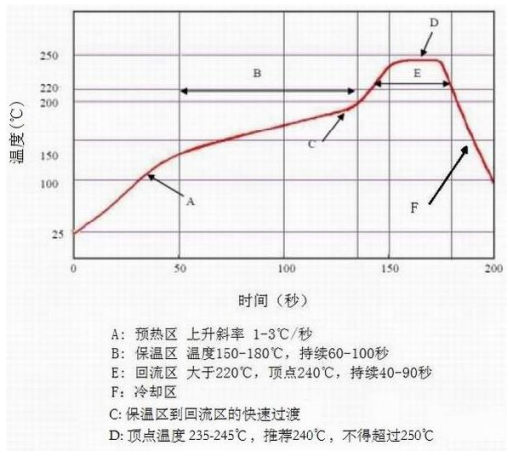 D
250
B
E
220
200
C
温度(℃)
150
100
A
F
25
0
50
100
150
200
时间（秒）
A: 预热区 上升斜率 1-3℃/秒
B: 保温区 温度150-180℃，持续60-100秒
E: 回流区 大于220℃，顶点240℃，持续40-90秒
F: 冷却区
C: 保温区到回流区的快速过渡
D: 顶点温度 235-245℃，推荐240℃，不得超过250℃